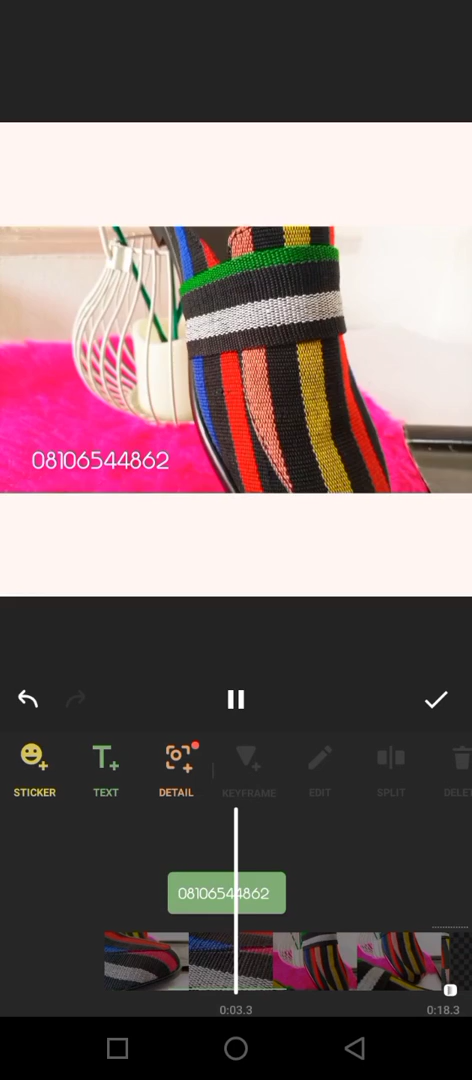 08106544862
STICKER
TEXT
DETAIL
KEYFRAME
EDIT
SPLIT
08106544862
0:03.3
0:18.3